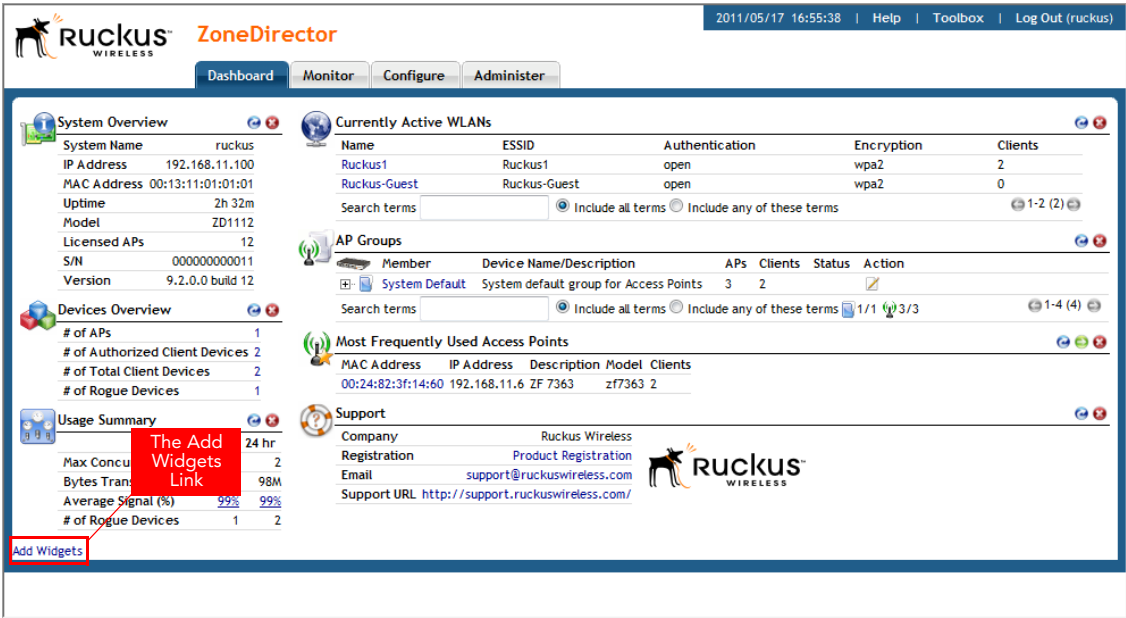 2011/05/17 16:55:38 | Help | Toolbox | Log Out (ruckus)
RUCKUS™ WIRELESS
ZoneDirector
Dashboard Monitor Configure Administer
System Overview
System Name ruckus
IP Address 192.168.11.100
MAC Address 00:13:11:01:01:01
Uptime 2h 32m
Model ZD1112
Licensed APs 12
S/N 000000000011
Version 9.2.0.0 build 12
Devices Overview
# of APs 1
# of Authorized Client Devices 2
# of Total Client Devices 2
# of Rogue Devices 1
Usage Summary
24 hr
Max Concu 2
Bytes Trans 98M
Average Signal (%) 99% 99%
# of Rogue Devices 1 2
The Add
Widgets
Link
Add Widgets
Currently Active WLANs
Name ESSID Authentication Encryption Clients
Ruckus1 Ruckus1 open wpa2 2
Ruckus-Guest Ruckus-Guest open wpa2 0
Search terms Include all terms Include any of these terms 1-2 (2)
AP Groups
Member Device Name/Description APs Clients Status Action
System Default System default group for Access Points 3 2
Search terms Include all terms Include any of these terms 1/1 3/3 1-4 (4)
Most Frequently Used Access Points
MAC Address IP Address Description Model Clients
00:24:82:3f:14:60 192.168.11.6 ZF 7363 zf7363 2
Support
Company Ruckus Wireless
Registration Product Registration
Email support@ruckuswireless.com
Support URL http://support.ruckuswireless.com/
RUCKUS™
WIRELESS